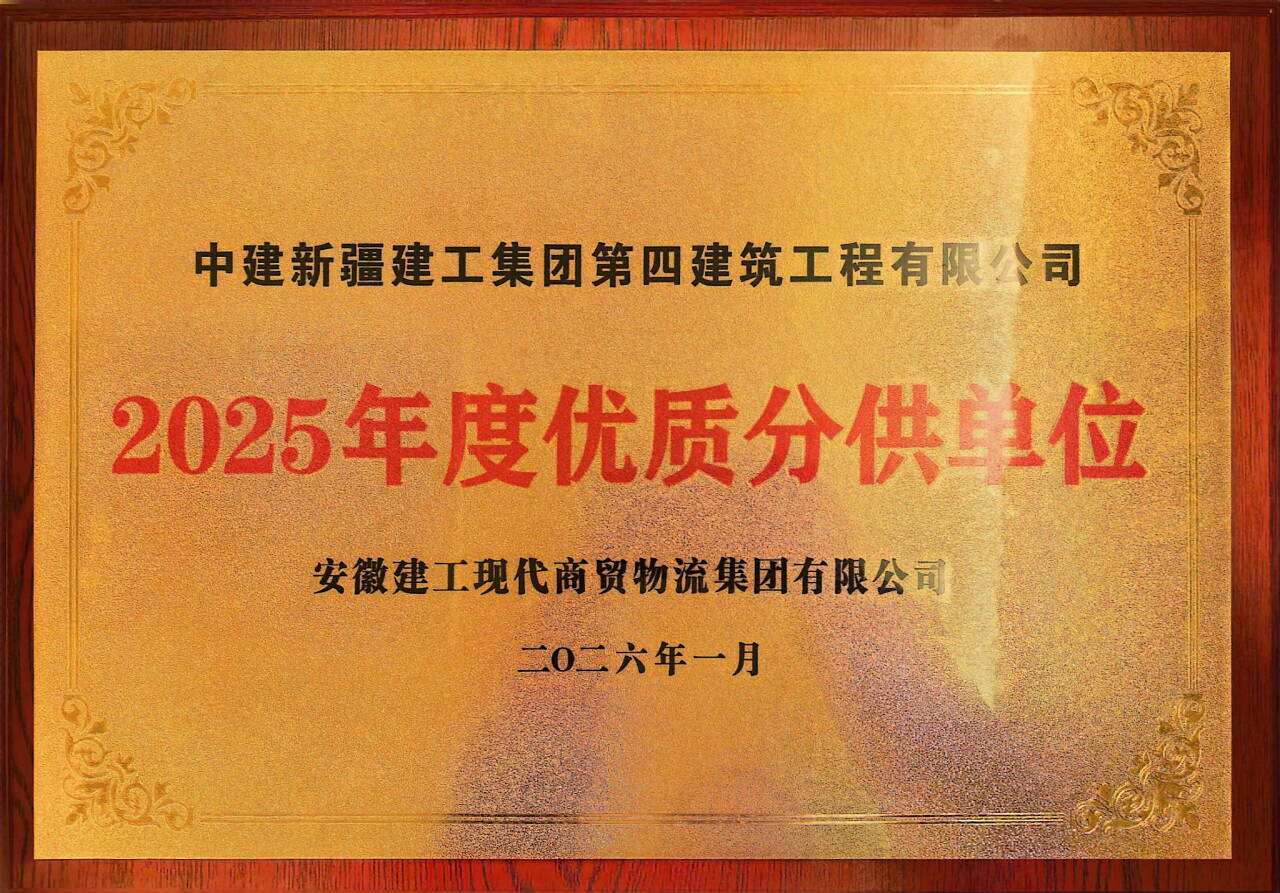 中建新疆建工集团第四建筑工程有限公司
2025年度优质分供单位
安徽建工现代商贸物流集团有限公司
二O二六年一月